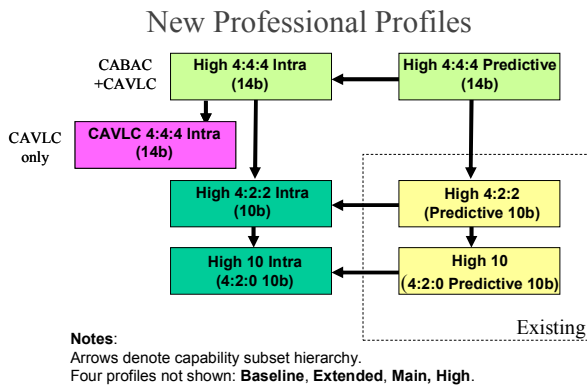 New Professional Profiles
CABAC
+CAVLC
High 4:4:4 Intra
(14b)
High 4:4:4 Predictive
(14b)
CAVLC
only
CAVLC 4:4:4 Intra
(14b)
High 4:2:2 Intra
(10b)
High 4:2:2
(Predictive 10b)
High 10 Intra
(4:2:0 10b)
High 10
(4:2:0 Predictive 10b)
Existing
Notes:
Arrows denote capability subset hierarchy.
Four profiles not shown: Baseline, Extended, Main, High.